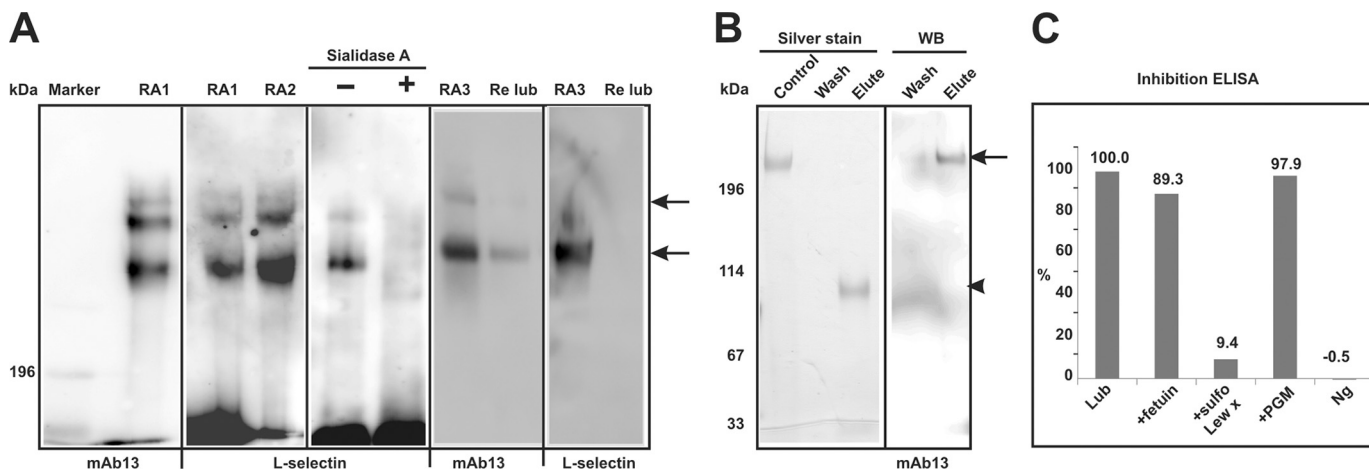 A
Sialidase A
kDa Marker RA1 RA1 RA2 − + RA3 Re lub RA3 Re lub
196
mAb13 L-selectin mAb13 L-selectin
B
Silver stain WB
kDa Control Wash Elute Wash Elute
196
114
67
33
mAb13
C
Inhibition ELISA
100
80
60
%
40
20
0
100.0
89.3
9.4
97.9
-0.5
Lub
+fetuin
+sulfo
Lew x
+PGM
Ng